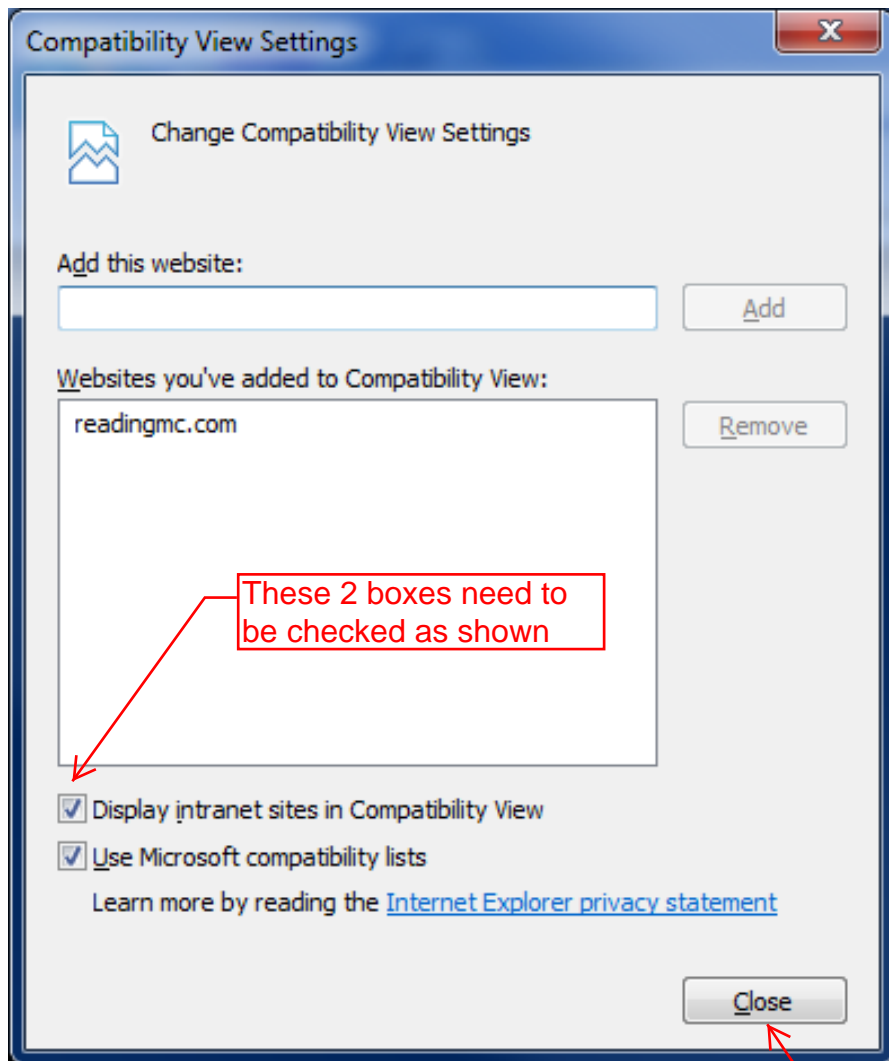 Compatibility View Settings
Change Compatibility View Settings
Add this website:
Add
Websites you've added to Compatibility View:
readingmc.com
Remove
These 2 boxes need to
be checked as shown
Display intranet sites in Compatibility View
Use Microsoft compatibility lists
Learn more by reading the Internet Explorer privacy statement
Close